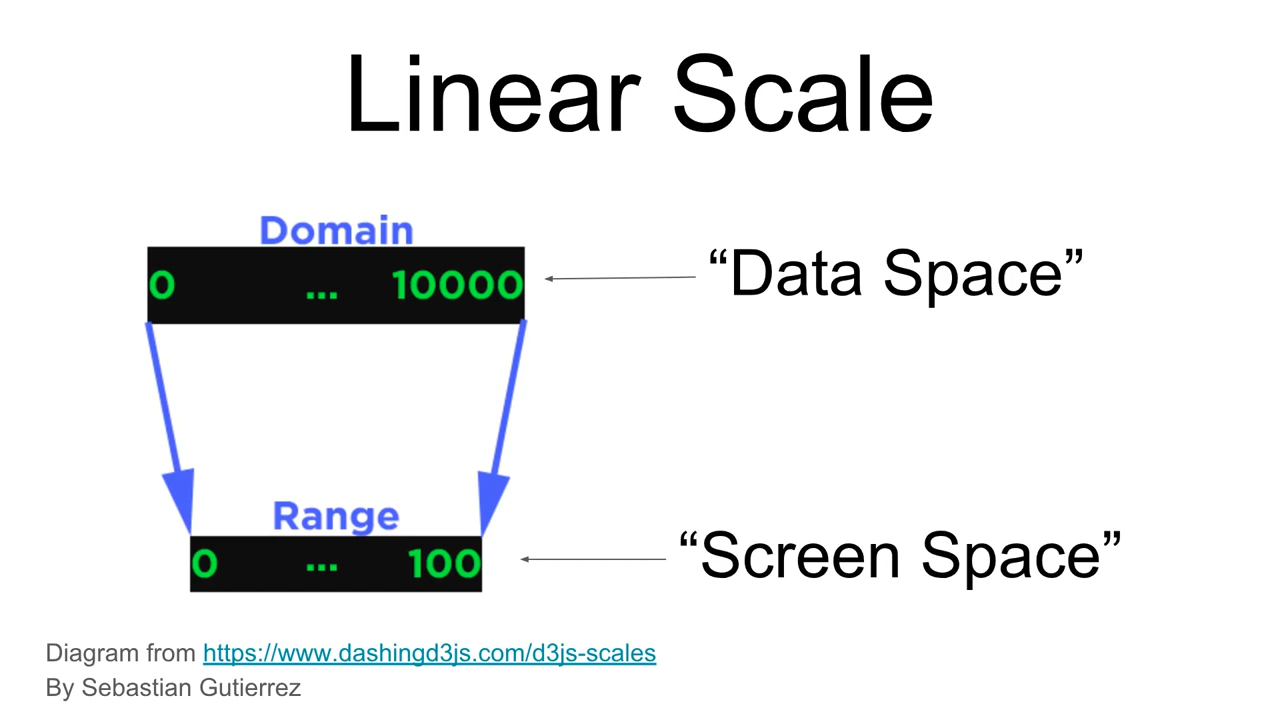 Linear Scale
Domain
0 ... 10000
“Data Space”
Range
0 ... 100
“Screen Space”
Diagram from https://www.dashingd3js.com/d3js-scales
By Sebastian Gutierrez